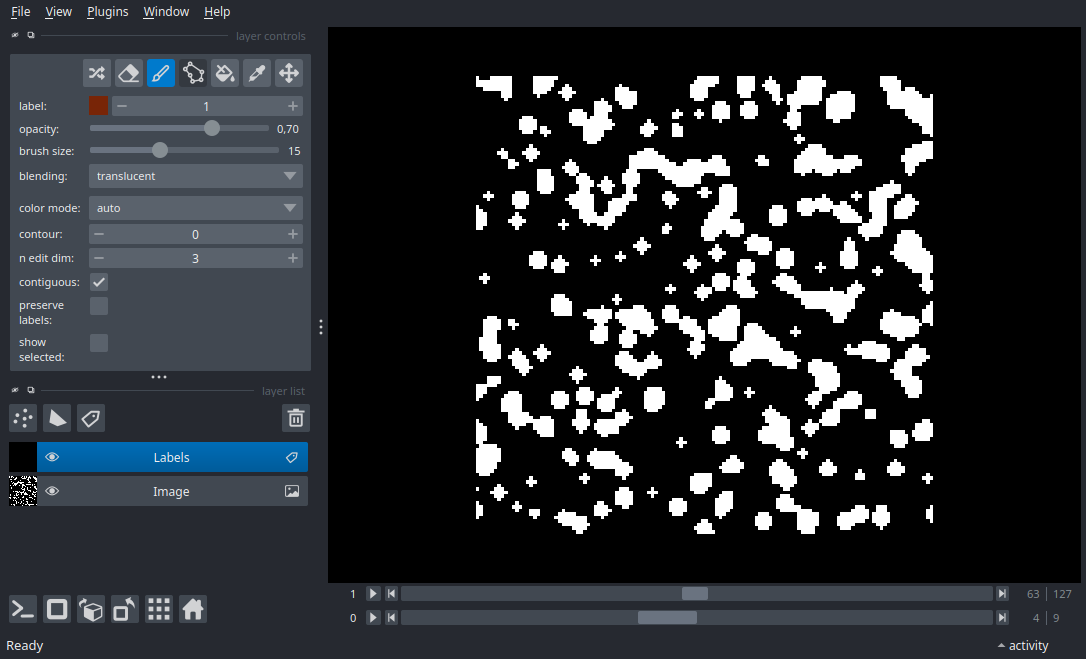 File View Plugins Window Help
layer controls
label: 1
opacity: 0,70
brush size: 15
blending: translucent
color mode: auto
contour: 0
n edit dim: 3
contiguous:
preserve
labels:
show
selected:
layer list
Labels
Image
1 63 127
0 4 9
Ready activity